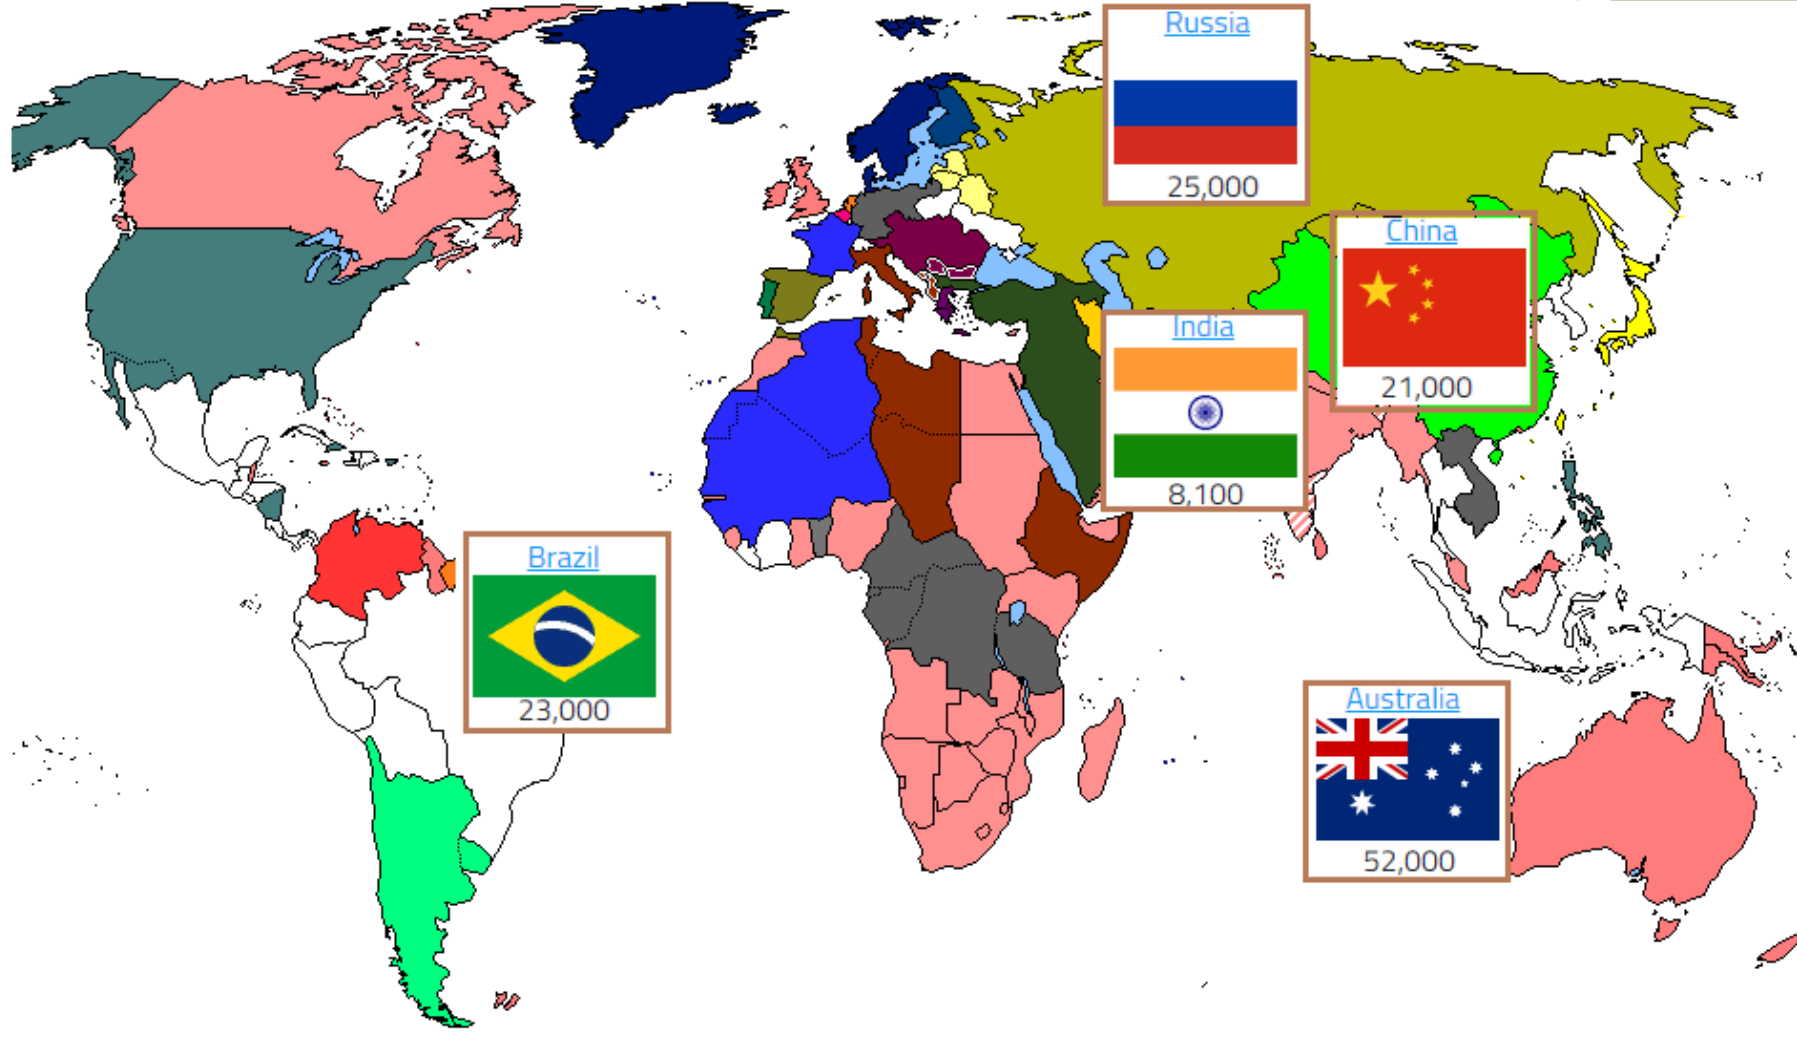 Russia
25,000
China
21,000
India
8,100
Brazil
23,000
Australia
52,000